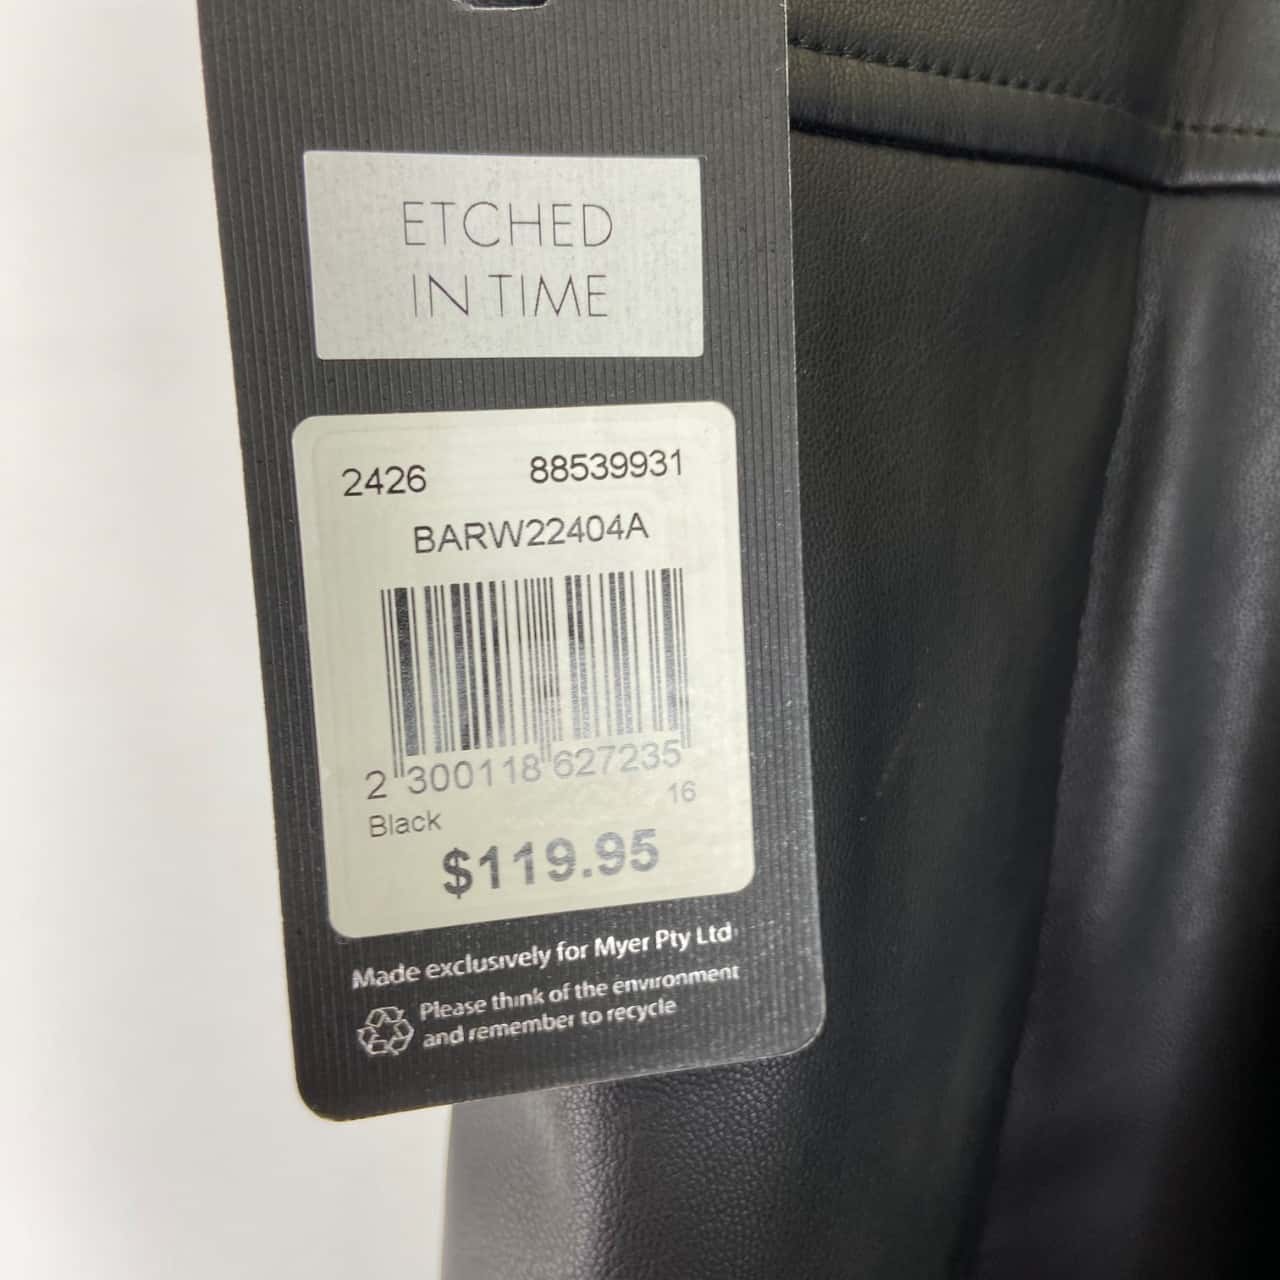 ETCHED
IN TIME
2426 88539931
BARW22404A
2 300118 627235
Black 16
$119.95
Made exclusively for Myer Pty Ltd
Please think of the environment
and remember to recycle